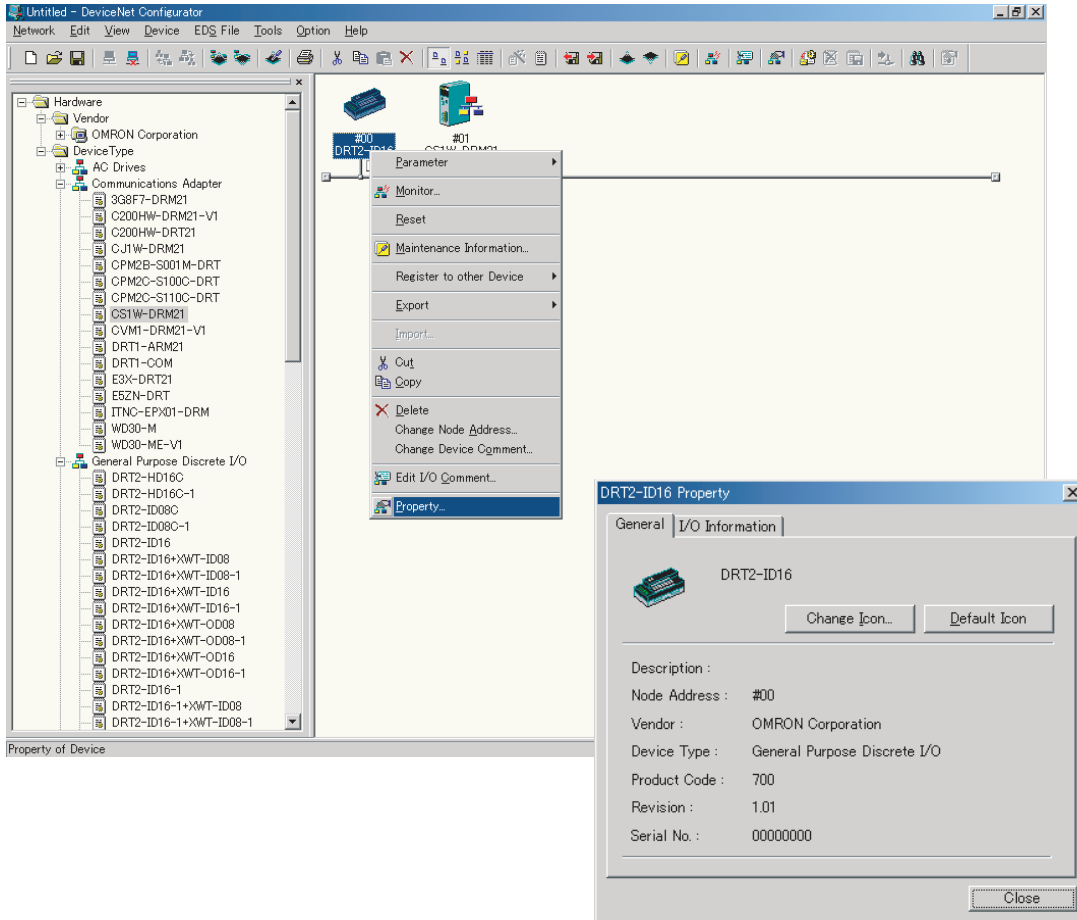 Untitled - DeviceNet Configurator
Network Edit View Device EDS File Tools Option Help
Hardware
Vendor
OMRON Corporation
DeviceType
AC Drives
Communications Adapter
3G8F7-DRM21
C200HW-DRM21-V1
C200HW-DRT21
CJ1W-DRM21
CPM2B-S001M-DRT
CPM2C-S100C-DRT
CPM2C-S110C-DRT
CS1W-DRM21
CVM1-DRM21-V1
DRT1-ARM21
DRT1-COM
E3X-DRT21
E5ZN-DRT
ITNC-EPX01-DRM
WD30-M
WD30-ME-V1
General Purpose Discrete I/O
DRT2-HD16C
DRT2-HD16C-1
DRT2-ID08C
DRT2-ID08C-1
DRT2-ID16
DRT2-ID16+XWT-ID08
DRT2-ID16+XWT-ID08-1
DRT2-ID16+XWT-ID16
DRT2-ID16+XWT-ID16-1
DRT2-ID16+XWT-OD08
DRT2-ID16+XWT-OD08-1
DRT2-ID16+XWT-OD16
DRT2-ID16+XWT-OD16-1
DRT2-ID16-1
DRT2-ID16-1+XWT-ID08
DRT2-ID16-1+XWT-ID08-1
Property of Device
#00
DRT2-ID16
#01
CS1W-DRM21
Parameter
Monitor...
Reset
Maintenance Information...
Register to other Device
Export
Import...
Cut
Copy
Delete
Change Node Address...
Change Device Comment...
Edit I/O Comment...
Property...
DRT2-ID16 Property
General I/O Information
DRT2-ID16
Change Icon... Default Icon
Description :
Node Address : #00
Vendor : OMRON Corporation
Device Type : General Purpose Discrete I/O
Product Code : 700
Revision : 1.01
Serial No. : 00000000
Close